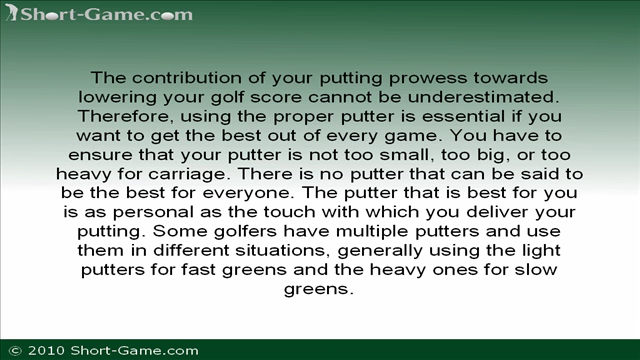 Short-Game.com
The contribution of your putting prowess towards
lowering your golf score cannot be underestimated.
Therefore, using the proper putter is essential if you
want to get the best out of every game. You have to
ensure that your putter is not too small, too big, or too
heavy for carriage. There is no putter that can be said to
be the best for everyone. The putter that is best for you
is as personal as the touch with which you deliver your
putting. Some golfers have multiple putters and use
them in different situations, generally using the light
putters for fast greens and the heavy ones for slow
greens.
© 2010 Short-Game.com